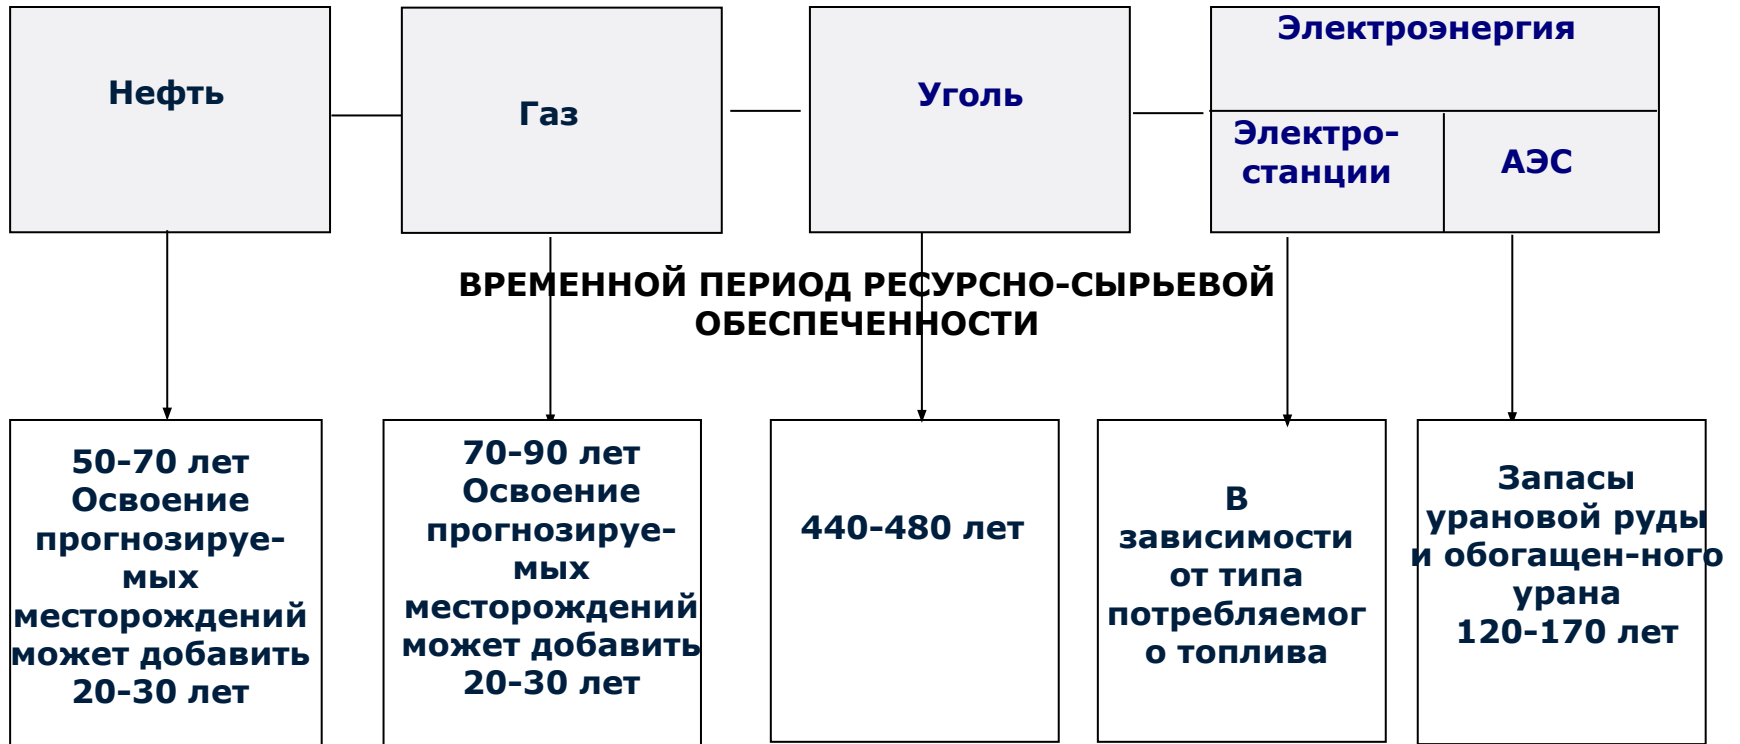 Нефть
Газ
Уголь
Электроэнергия
Электро-
станции
АЭС
ВРЕМЕННОЙ ПЕРИОД РЕСУРСНО-СЫРЬЕВОЙ
ОБЕСПЕЧЕННОСТИ
50-70 лет
Освоение
прогнозируе-
мых
месторождений
может добавить
20-30 лет
70-90 лет
Освоение
прогнозируе-
мых
месторождений
может добавить
20-30 лет
440-480 лет
В
зависимости
от типа
потребляемог
о топлива
Запасы
урановой руды
и обогащен-ного
урана
120-170 лет